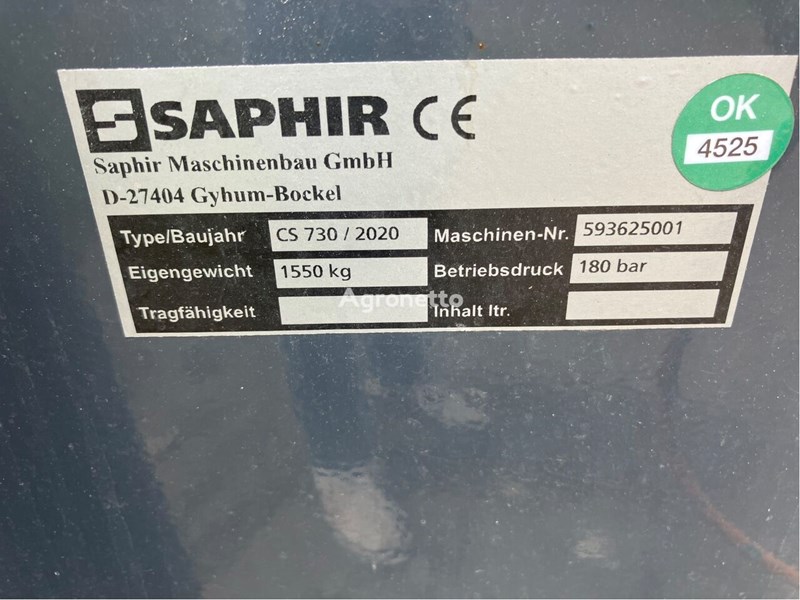 SAPHIR CE
Saphir Maschinenbau GmbH
D-27404 Gyhum-Bockel
OK
4525
Type/Baujahr CS 730 / 2020 Maschinen-Nr. 593625001
Eigengewicht 1550 kg Betriebsdruck 180 bar
Tragfähigkeit Inhalt ltr.
Agronetto